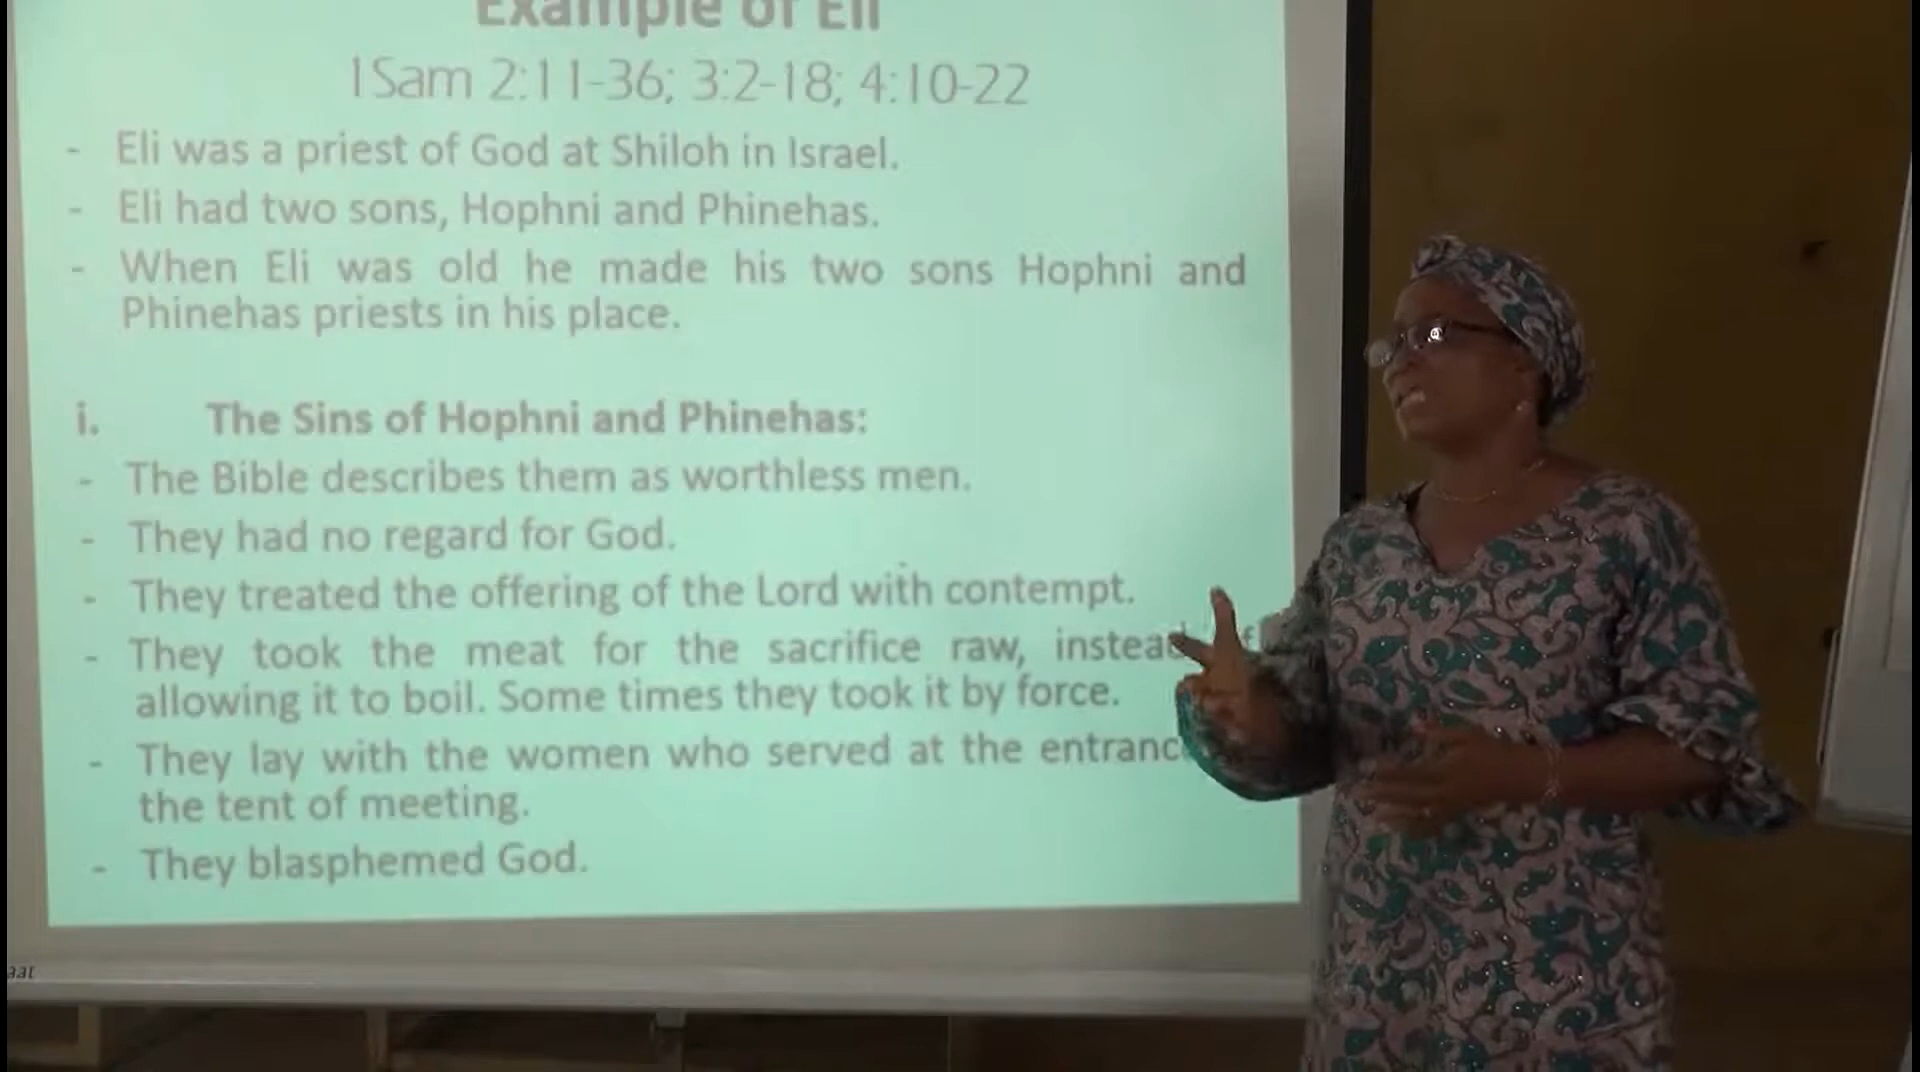 Example of Eli
1Sam 2:11-36; 3:2-18; 4:10-22
- Eli was a priest of God at Shiloh in Israel.
- Eli had two sons, Hophni and Phinehas.
- When Eli was old he made his two sons Hophni and
Phinehas priests in his place.
i. The Sins of Hophni and Phinehas:
- The Bible describes them as worthless men.
- They had no regard for God.
- They treated the offering of the Lord with contempt.
- They took the meat for the sacrifice raw, instead of
allowing it to boil. Some times they took it by force.
- They lay with the women who served at the entranc
the tent of meeting.
- They blasphemed God.
aat